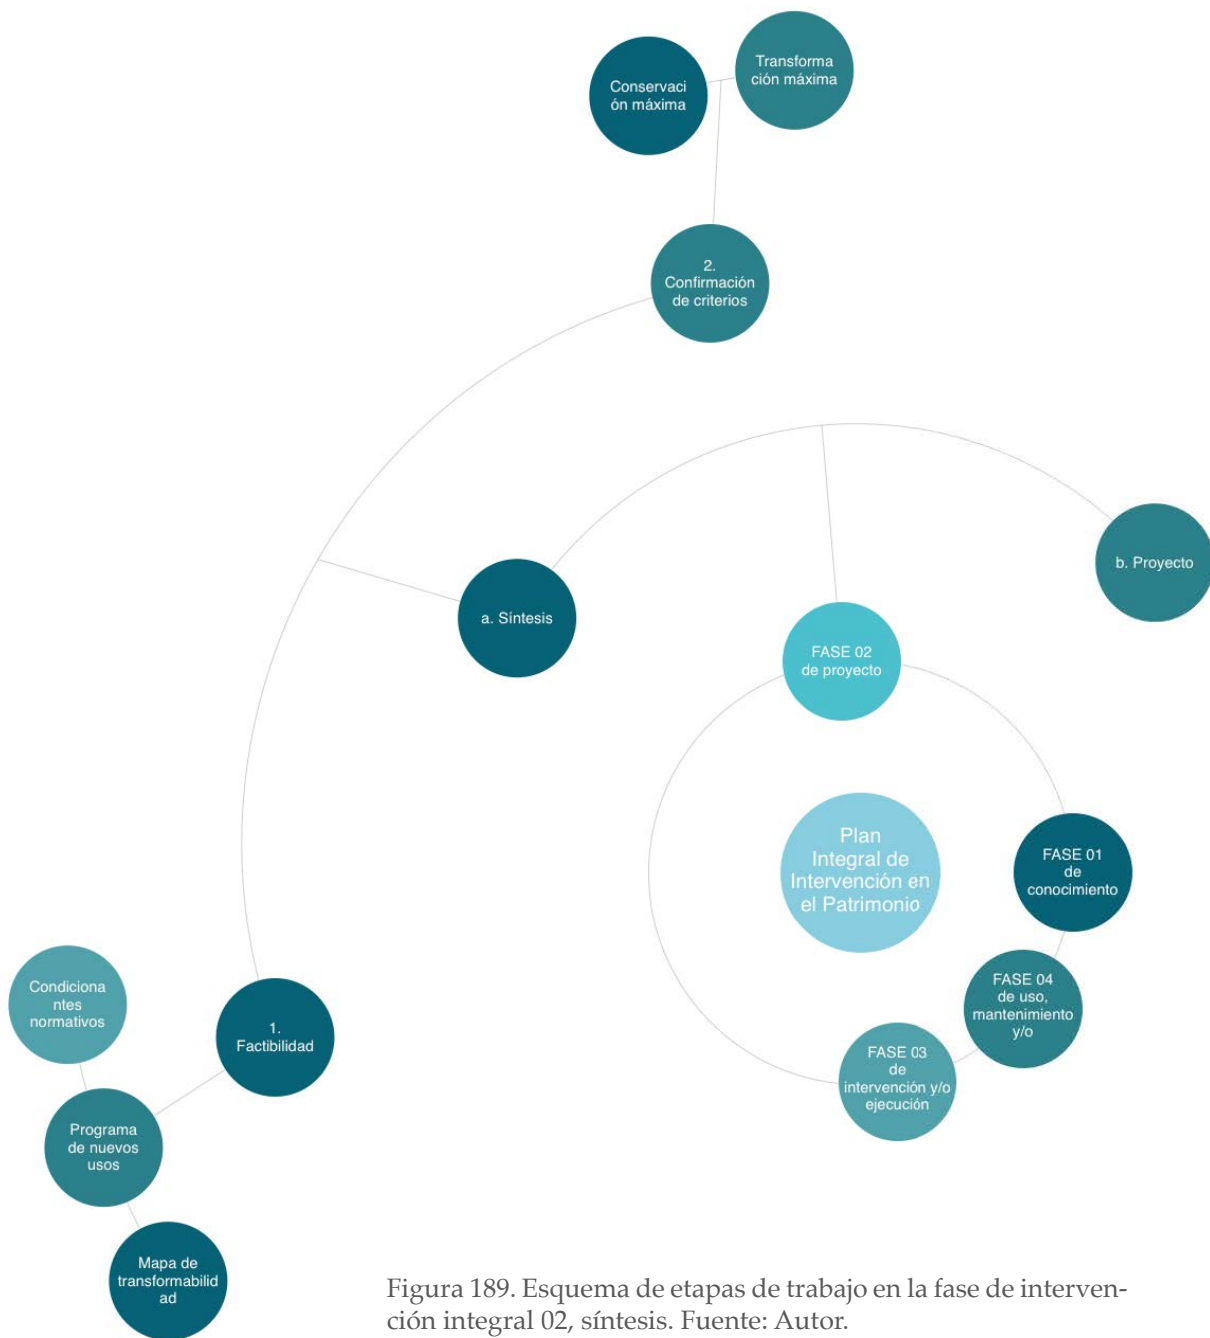 Conservaci
ón máxima
Transforma
ción máxima
2.
Confirmación
de criterios
b. Proyecto
a. Síntesis
FASE 02
de proyecto
Plan
Integral de
Intervención en
el Patrimonio
FASE 01
de
conocimiento
FASE 04
de uso,
mantenimiento
y/o
FASE 03
de
intervención y/o
ejecución
Condiciona
ntes
normativos
1.
Factibilidad
Programa
de nuevos
usos
Mapa de
transformabilid
ad
Figura 189. Esquema de etapas de trabajo en la fase de interven-
ción integral 02, síntesis. Fuente: Autor.